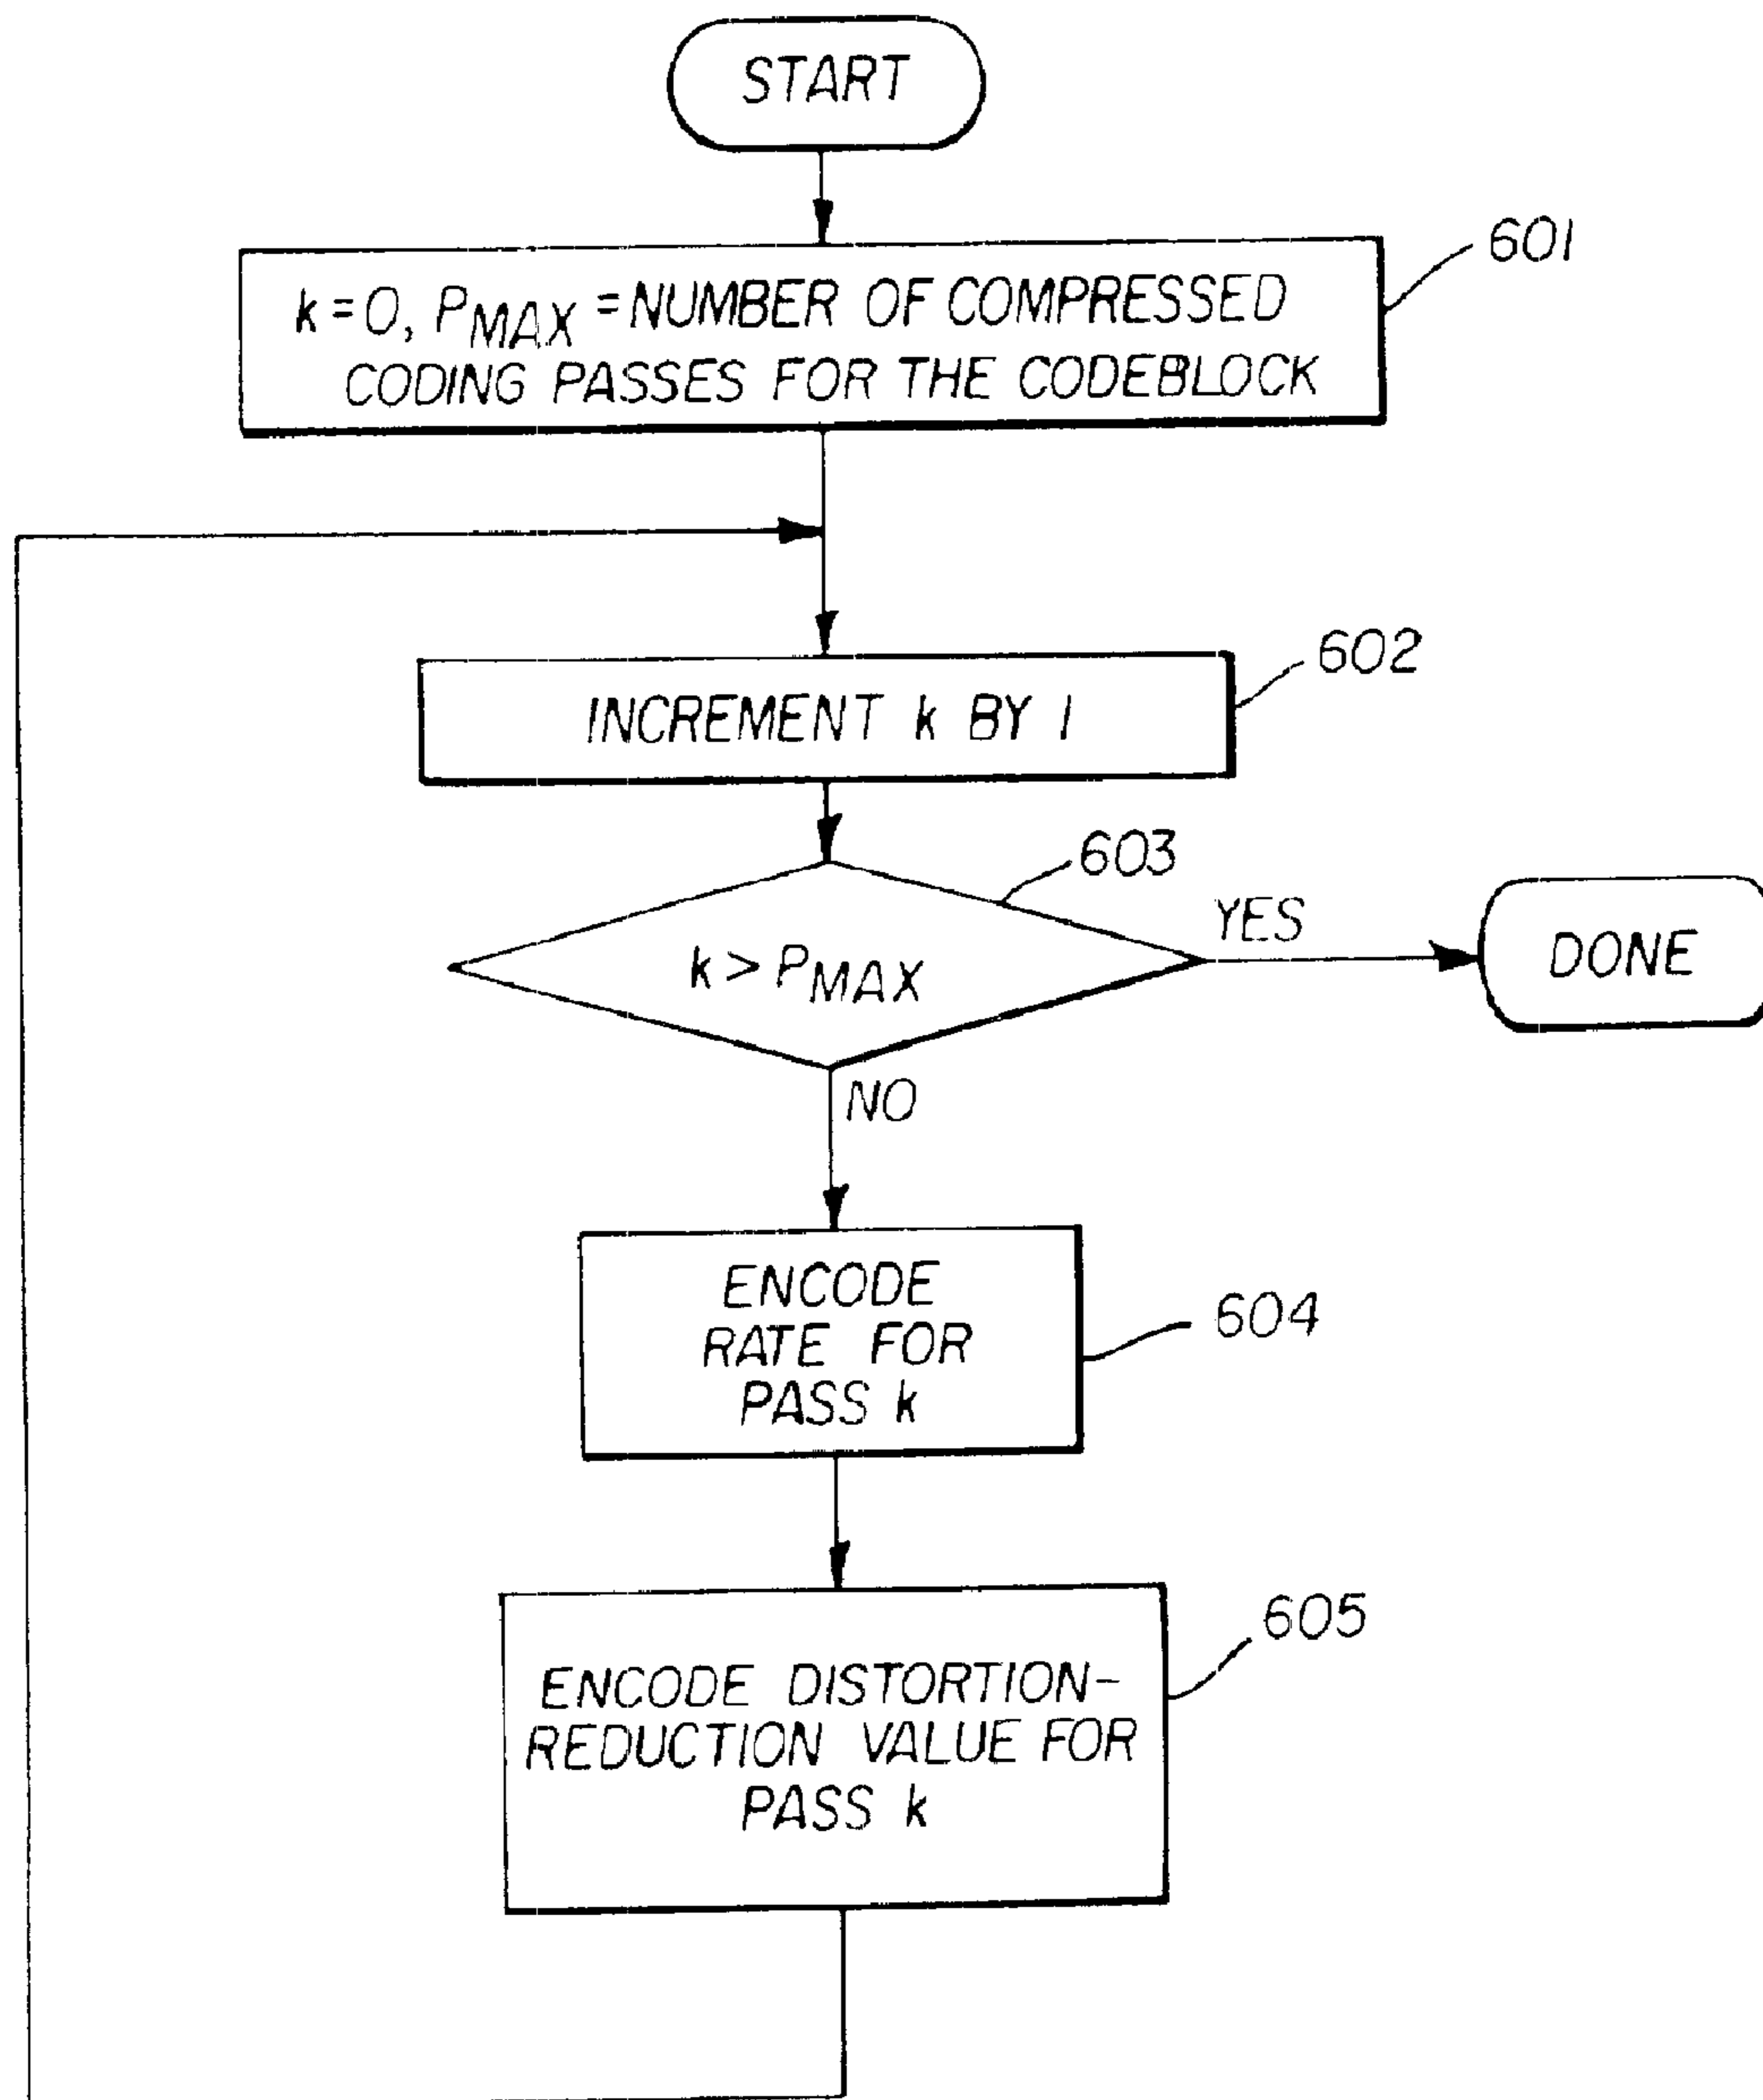 START
601
k=0, PMAX =NUMBER OF COMPRESSED
CODING PASSES FOR THE CODEBLOCK
602
INCREMENT k BY 1
603
k > PMAX
YES
DONE
NO
ENCODE
RATE FOR
PASS k
604
605
ENCODE DISTORTION-
REDUCTION VALUE FOR
PASS k